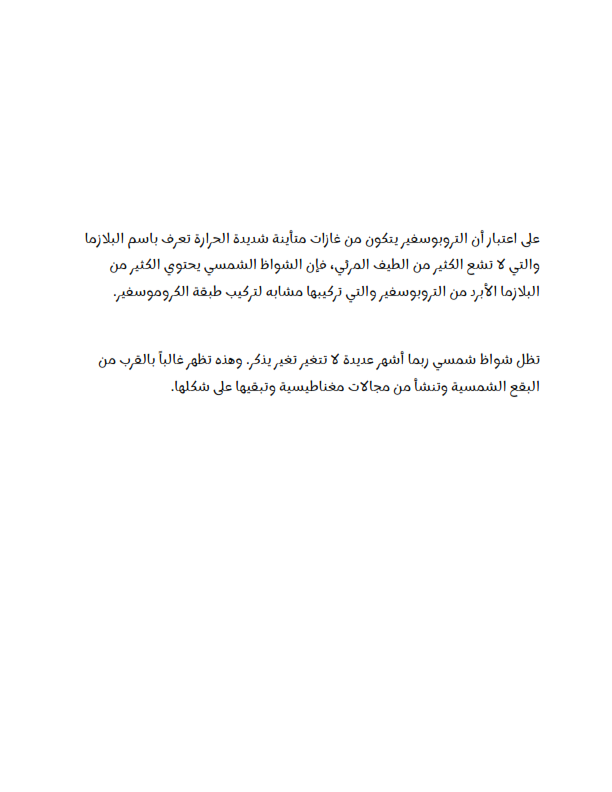 على اعتبار أن التروبوسفير يتكون من غازات متأينة شديدة الحرارة تعرف باسم البلازما
والتي لا تشع الكثير من الطيف المرئي، فإن الشواظ الشمسي يحتوي الكثير من
البلازما الأبرد من التروبوسفير والتي تركيبها مشابه لتركيب طبقة الكروموسفير.
تظل شواظ شمسي ربما أشهر عديدة لا تتغير تغير يذكر. وهذه تظهر غالباً بالقرب من
البقع الشمسية وتنشأ من مجالات مغناطيسية وتبقيها على شكلها.